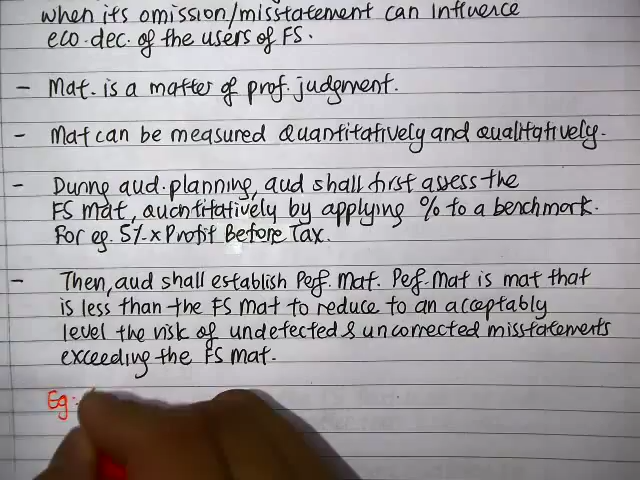 when its omission/misstatement can influence
eco.dec. of the users of FS.
- Mat. is a matter of prof. judgment.
- Mat can be measured quantitatively and qualitatively.
- During aud. planning, aud shall first assess the
FS mat, quantitatively by applying % to a benchmark.
For eg. 5% x Profit Before Tax.
- Then, aud shall establish Perf. Mat. Perf. Mat is mat that
is less than the FS mat to reduce to an acceptably
level the risk of undetected & uncorrected misstatements
exceeding the FS mat.
Eg: